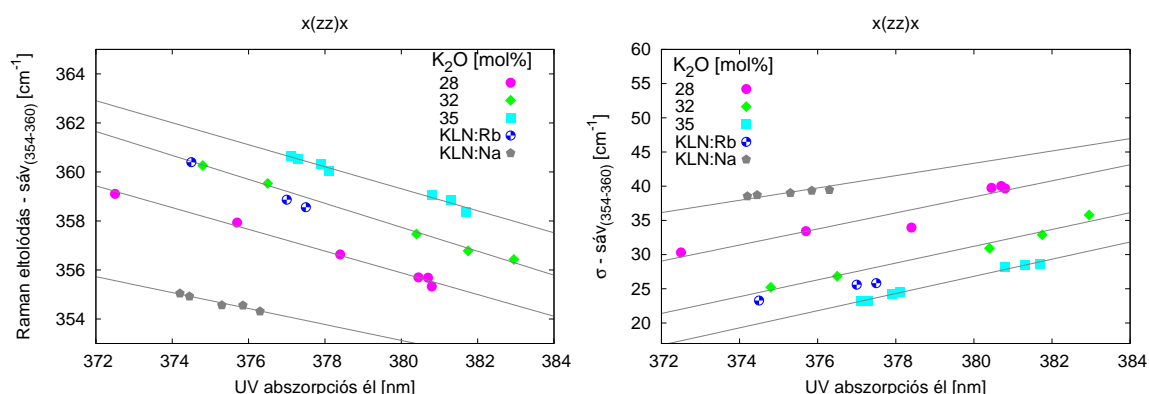 x(zz)x
Raman eltolódás - sáv(354-360) [cm-1]
364
362
360
358
356
354
K2O [mol%]
28
32
35
KLN:Rb
KLN:Na
372 374 376 378 380 382 384
UV abszorpciós él [nm]
x(zz)x
σ - sáv(354-360) [cm-1]
60
55
50
45
40
35
30
25
20
K2O [mol%]
28
32
35
KLN:Rb
KLN:Na
372 374 376 378 380 382 384
UV abszorpciós él [nm]